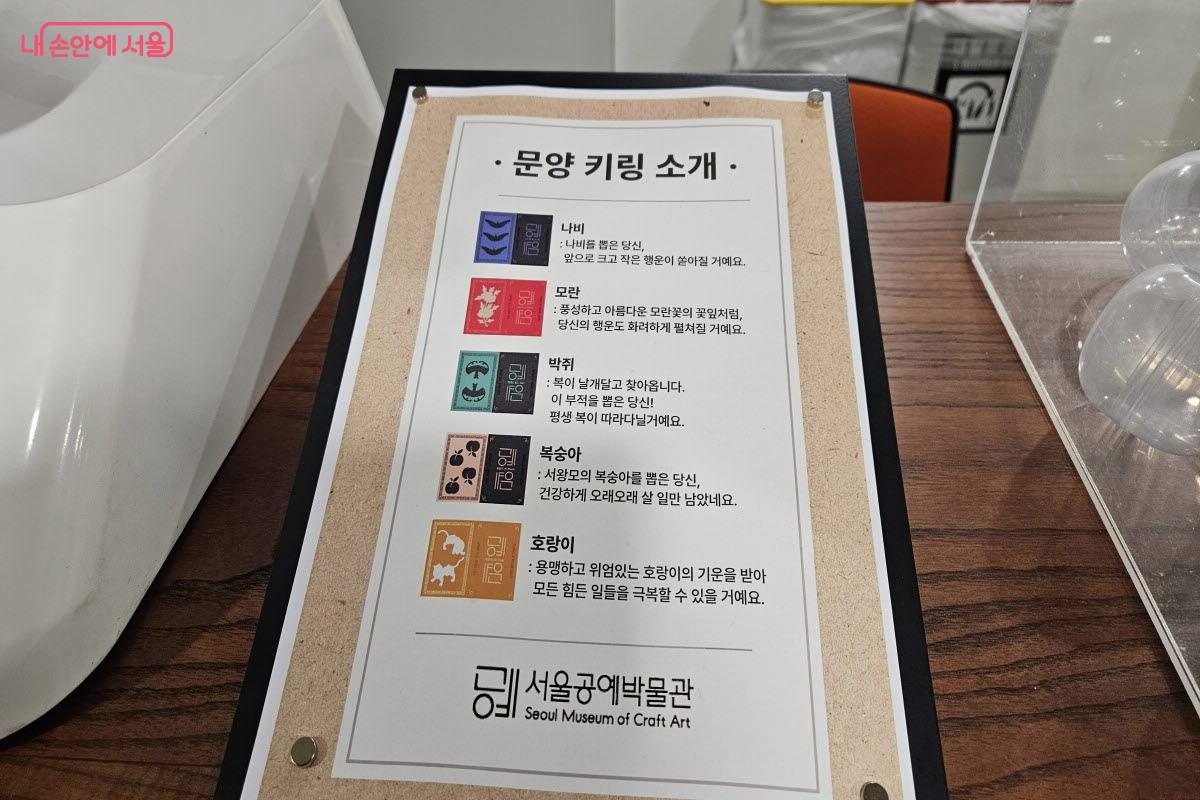 내 손안에 서울
· 문양 키링 소개 ·
나비
: 나비를 뽑은 당신,
앞으로 크고 작은 행운이 쏟아질 거예요.
모란
: 풍성하고 아름다운 모란꽃의 꽃잎처럼,
당신의 행운도 화려하게 펼쳐질 거예요.
박쥐
: 복이 날개달고 찾아옵니다.
이 부적을 뽑은 당신!
평생 복이 따라다닐거예요.
복숭아
: 서왕모의 복숭아를 뽑은 당신,
건강하게 오래오래 살 일만 남았네요.
호랑이
: 용맹하고 위엄있는 호랑이의 기운을 받아
모든 힘든 일들을 극복할 수 있을 거예요.
서울공예박물관
Seoul Museum of Craft Art